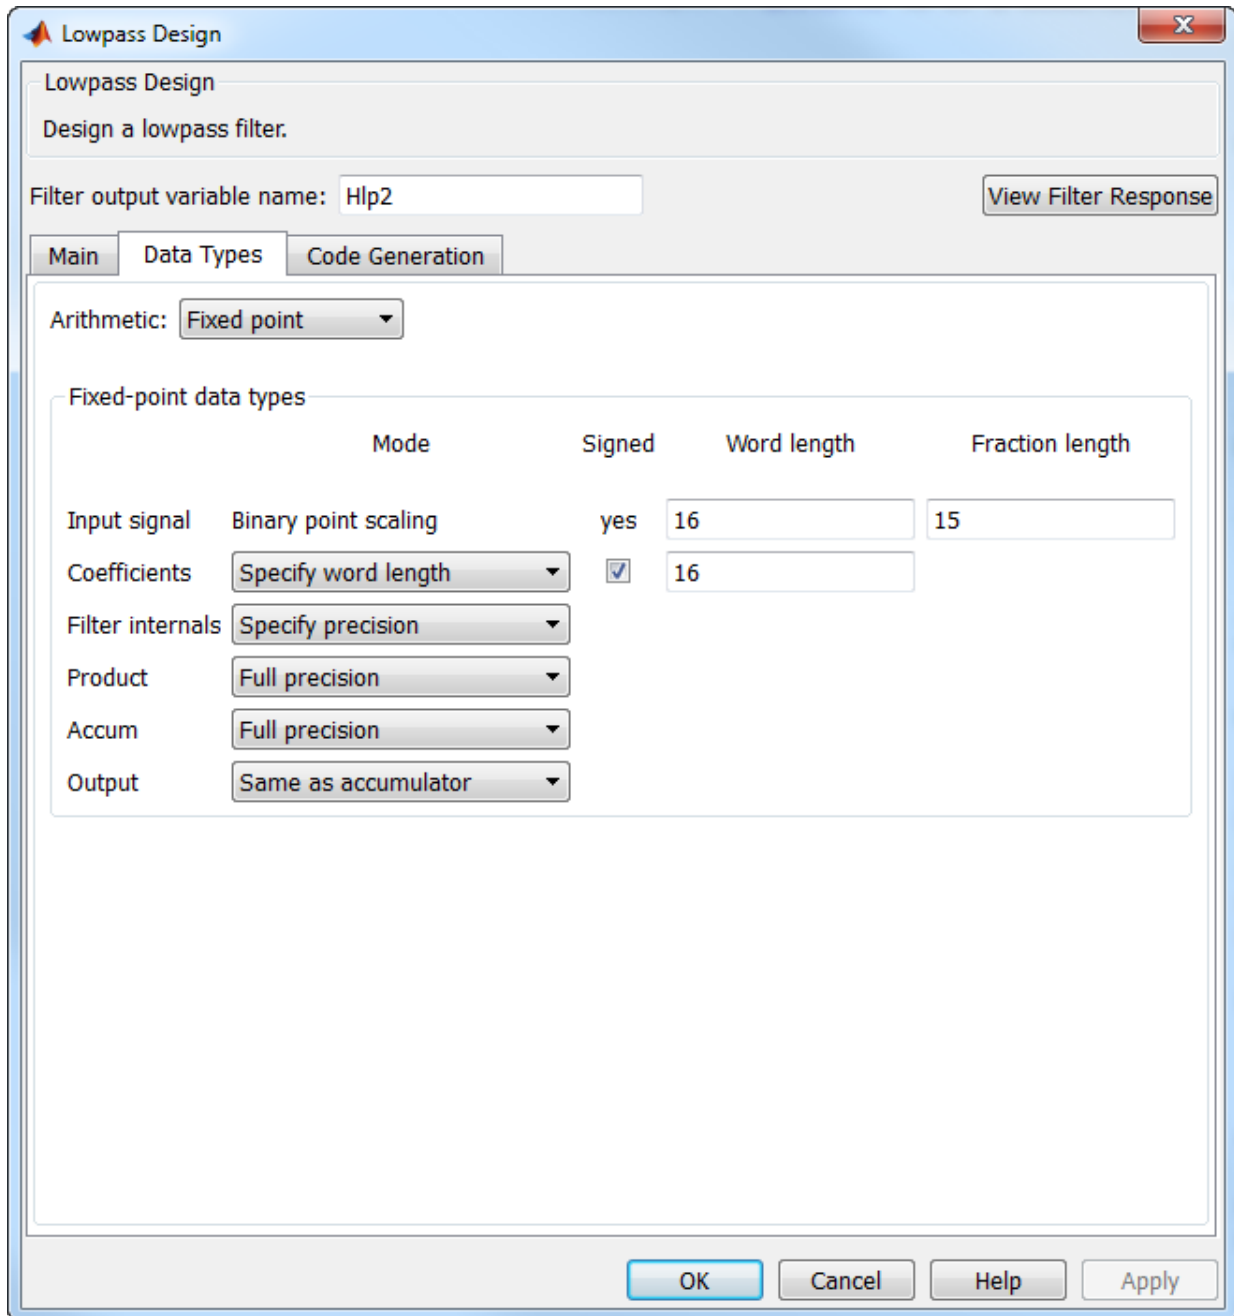 Lowpass Design
Lowpass Design
Design a lowpass filter.
Filter output variable name: Hlp2 View Filter Response
Main Data Types Code Generation
Arithmetic: Fixed point
Fixed-point data types
Mode Signed Word length Fraction length
Input signal Binary point scaling yes 16 15
Coefficients Specify word length 16
Filter internals Specify precision
Product Full precision
Accum Full precision
Output Same as accumulator
OK Cancel Help Apply